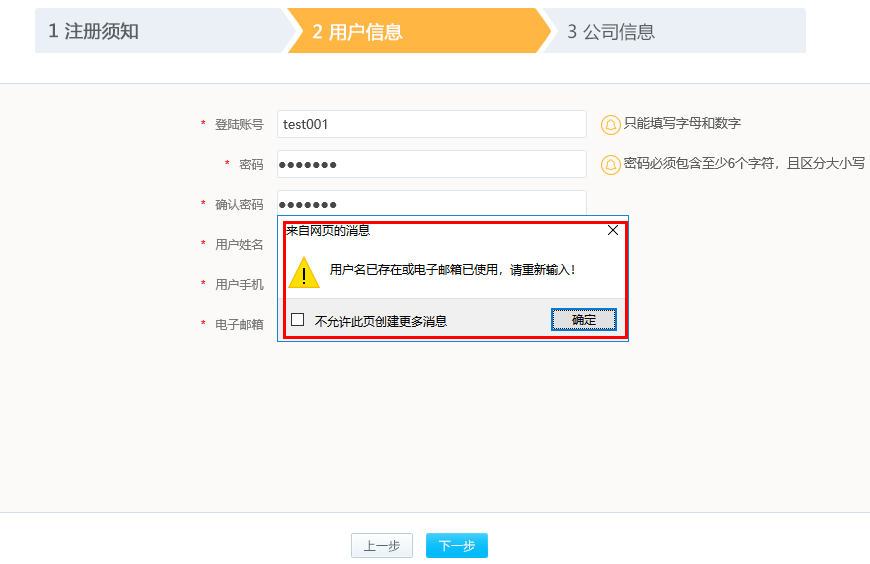 1 注册须知
2 用户信息
3 公司信息
* 登陆账号 test001 只能填写字母和数字
* 密码 ●●●●●●● 密码必须包含至少6个字符，且区分大小写
* 确认密码 ●●●●●●●
来自网页的消息
* 用户姓名
用户名已存在或电子邮箱已使用，请重新输入！
* 用户手机
* 电子邮箱
不允许此页创建更多消息 确定
上一步 下一步